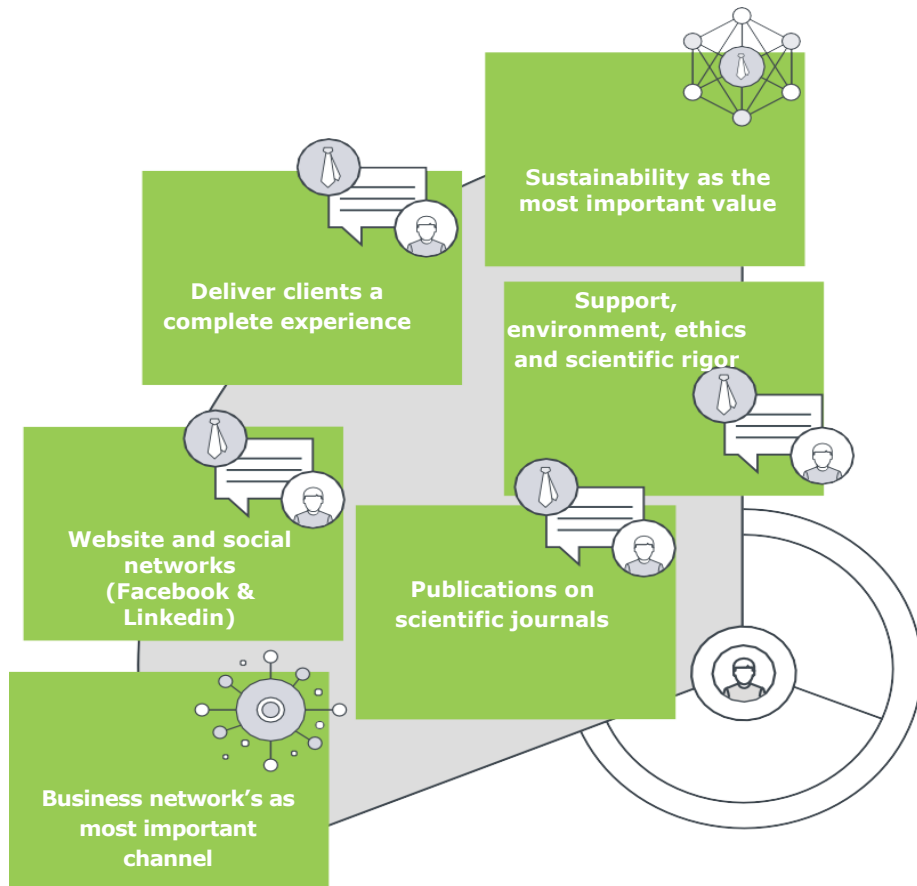 Sustainability as the
most important value
Deliver clients a
complete experience
Support,
environment, ethics
and scientific rigor
Website and social
networks
(Facebook &
Linkedin)
Publications on
scientific journals
Business network’s as
most important
channel